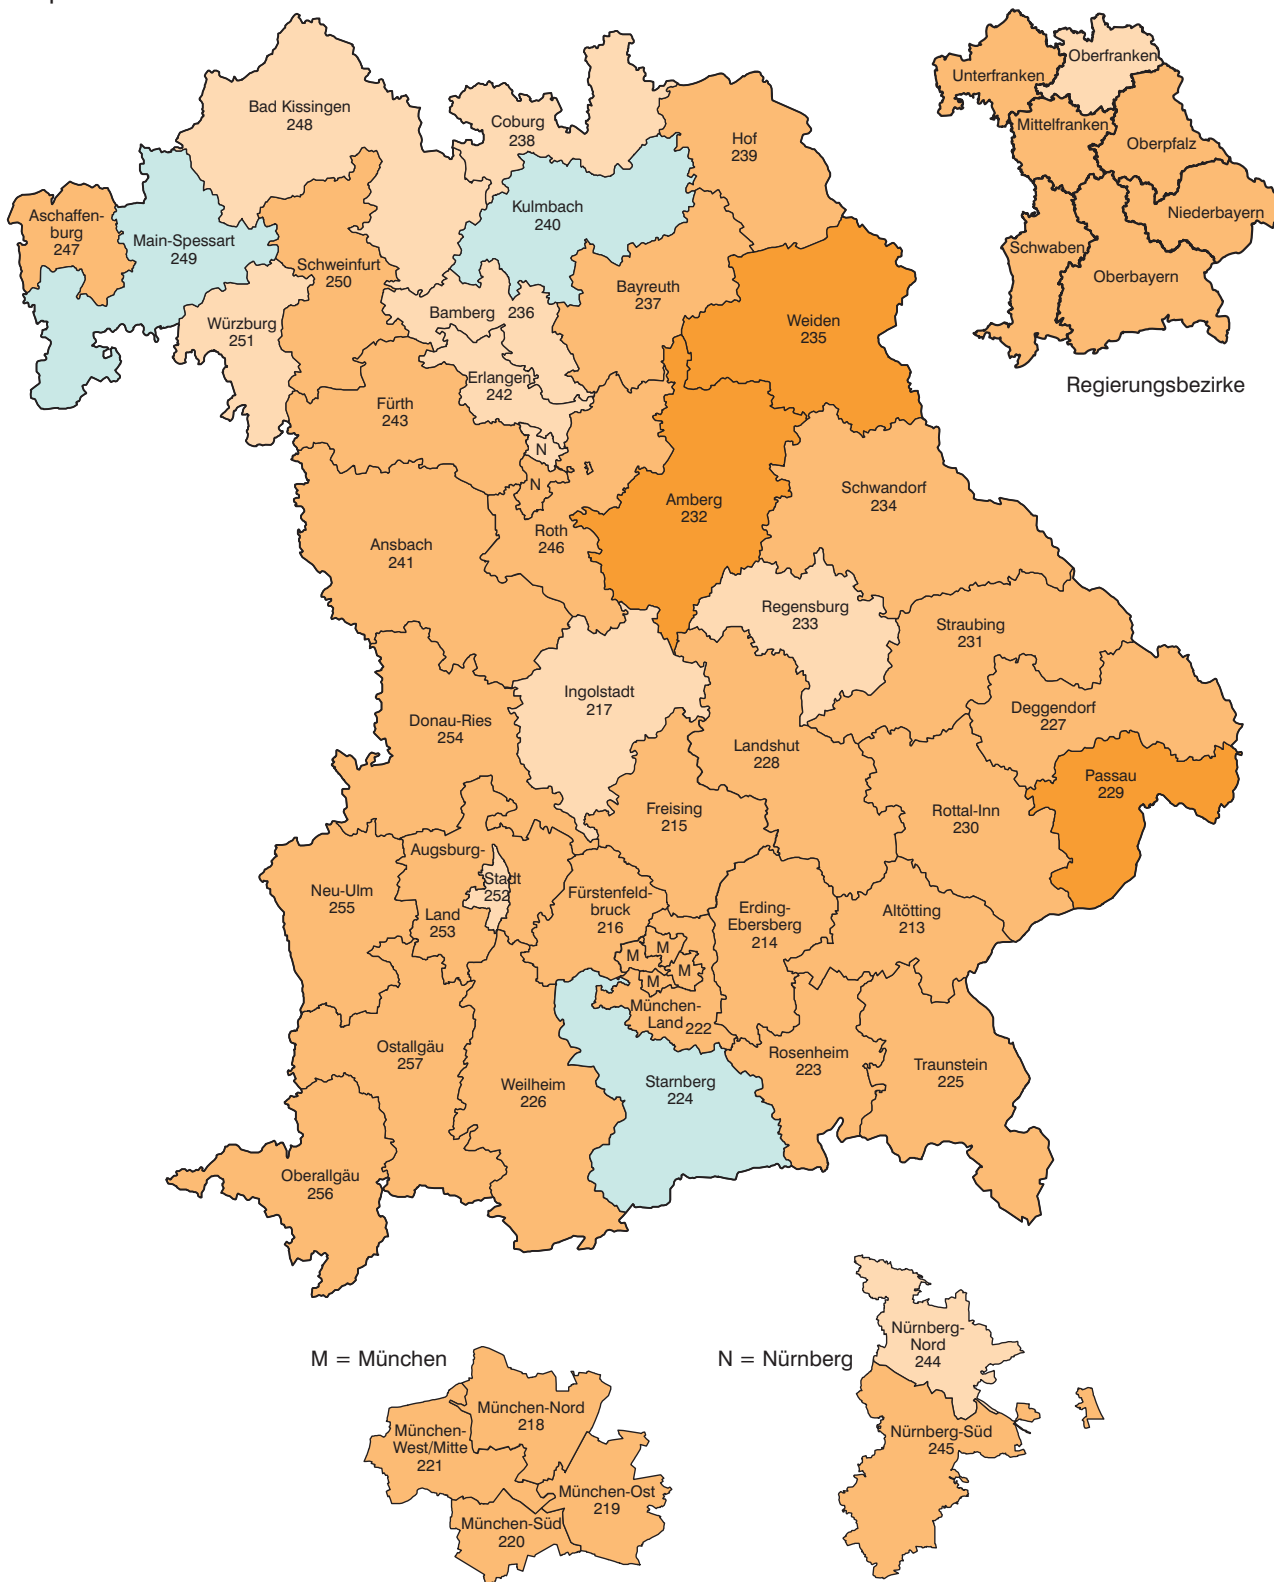 Bad Kissingen
248
Coburg
238
Hof
239
Unterfranken
Oberfranken
Mittelfranken
Oberpfalz
Niederbayern
Schwaben
Oberbayern
Regierungsbezirke
Aschaffen-
burg
247
Main-Spessart
249
Kulmbach
240
Schweinfurt
250
Bayreuth
237
Würzburg
251
Bamberg 236
Weiden
235
Erlangen
242
Fürth
243
N
N
Amberg
232
Schwandorf
234
Ansbach
241
Roth
246
Regensburg
233
Straubing
231
Ingolstadt
217
Deggendorf
227
Donau-Ries
254
Landshut
228
Passau
229
Freising
215
Rottal-Inn
230
Augsburg-
Stadt
252
Land
253
Neu-Ulm
255
Fürstenfeld-
bruck
216
Erding-
Ebersberg
214
Altötting
213
M
M
M
M
München-
Land 222
Ostallgäu
257
Weilheim
226
Starnberg
224
Rosenheim
223
Traunstein
225
Oberallgäu
256
M = München
München-Nord
218
München-
West/Mitte
221
München-Ost
219
München-Süd
220
N = Nürnberg
Nürnberg-
Nord
244
Nürnberg-Süd
245